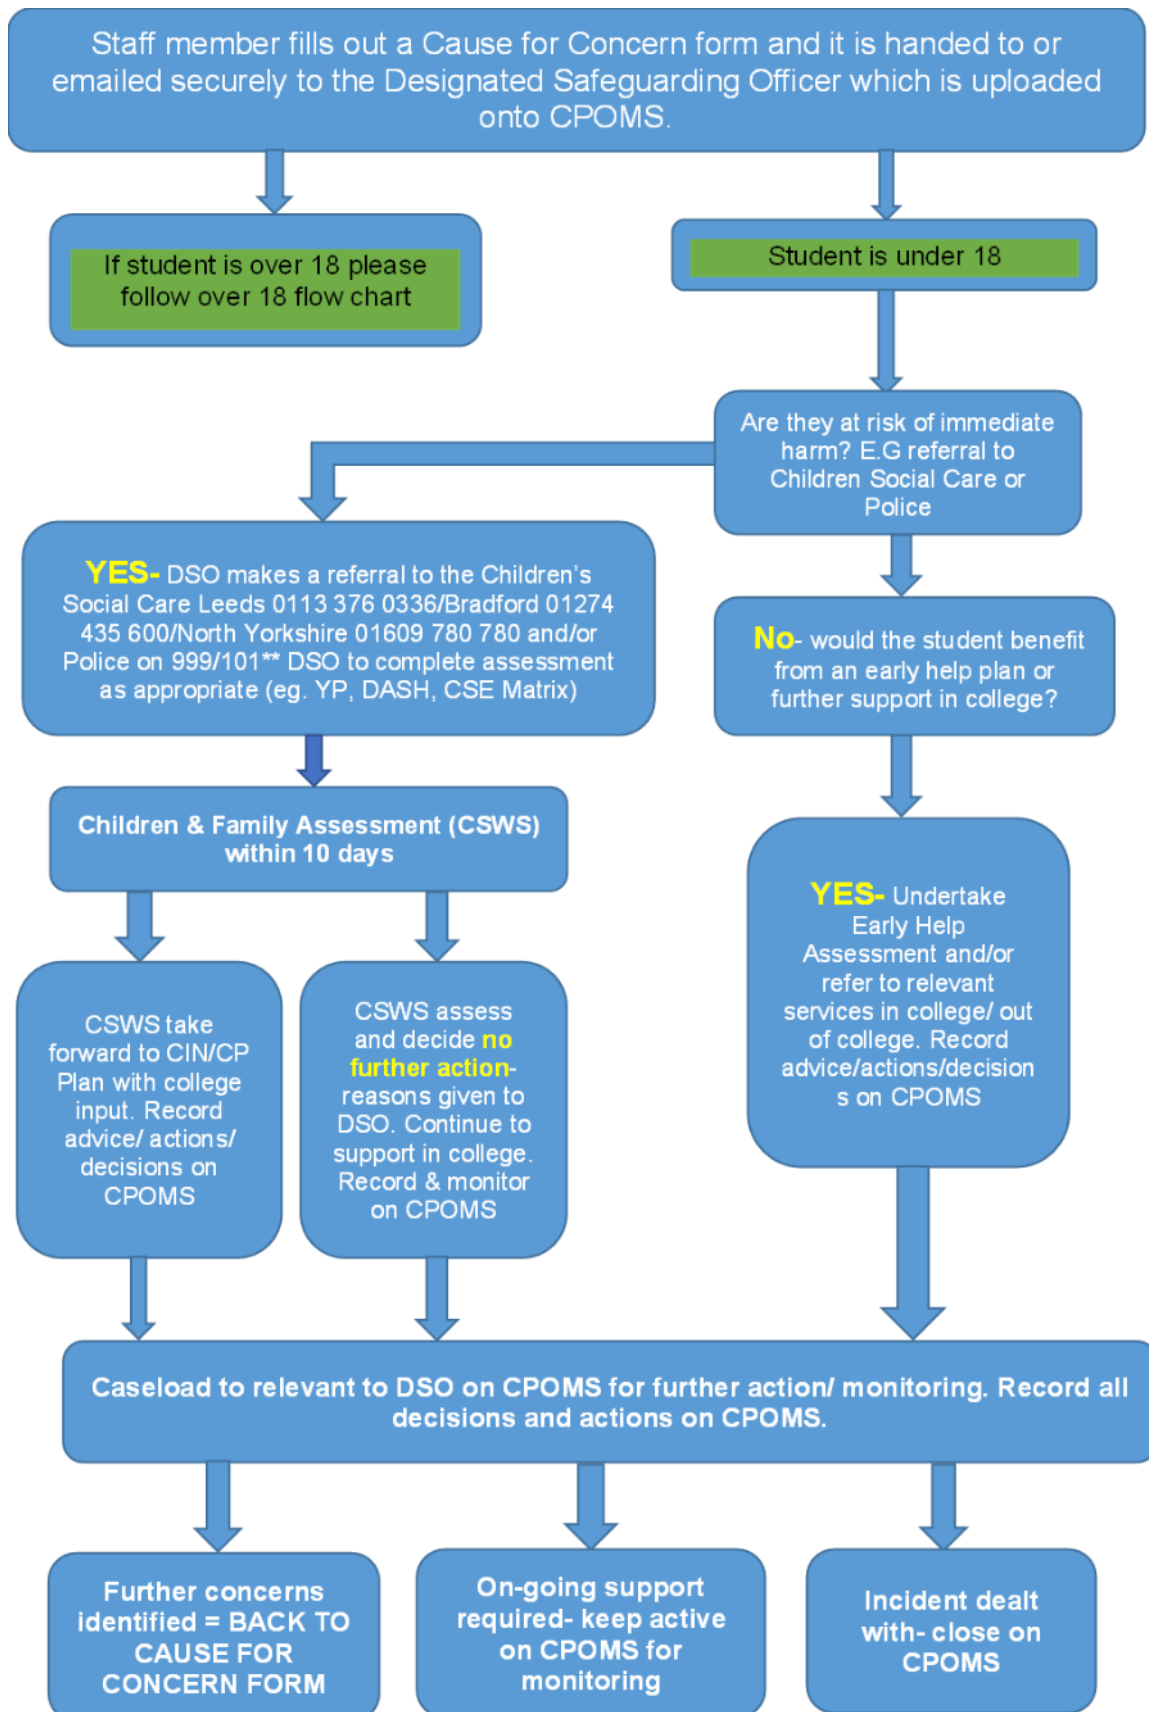 Staff member fills out a Cause for Concern form and it is handed to or
emailed securely to the Designated Safeguarding Officer which is uploaded
onto CPOMS.
If student is over 18 please
follow over 18 flow chart
Student is under 18
Are they at risk of immediate
harm? E.G referral to
Children Social Care or
Police
YES- DSO makes a referral to the Children's
Social Care Leeds 0113 376 0336/Bradford 01274
435 600/North Yorkshire 01609 780 780 and/or
Police on 999/101** DSO to complete assessment
as appropriate (eg. YP, DASH, CSE Matrix)
No- would the student benefit
from an early help plan or
further support in college?
Children & Family Assessment (CSWS)
within 10 days
YES- Undertake
Early Help
Assessment and/or
refer to relevant
services in college/ out
of college. Record
advice/actions/decision
s on CPOMS
CSWS take
forward to CIN/CP
Plan with college
input. Record
advice/ actions/
decisions on
CPOMS
CSWS assess
and decide no
further action-
reasons given to
DSO. Continue to
support in college.
Record & monitor
on CPOMS
Caseload to relevant to DSO on CPOMS for further action/ monitoring. Record all
decisions and actions on CPOMS.
Further concerns
identified = BACK TO
CAUSE FOR
CONCERN FORM
On-going support
required- keep active
on CPOMS for
monitoring
Incident dealt
with- close on
CPOMS